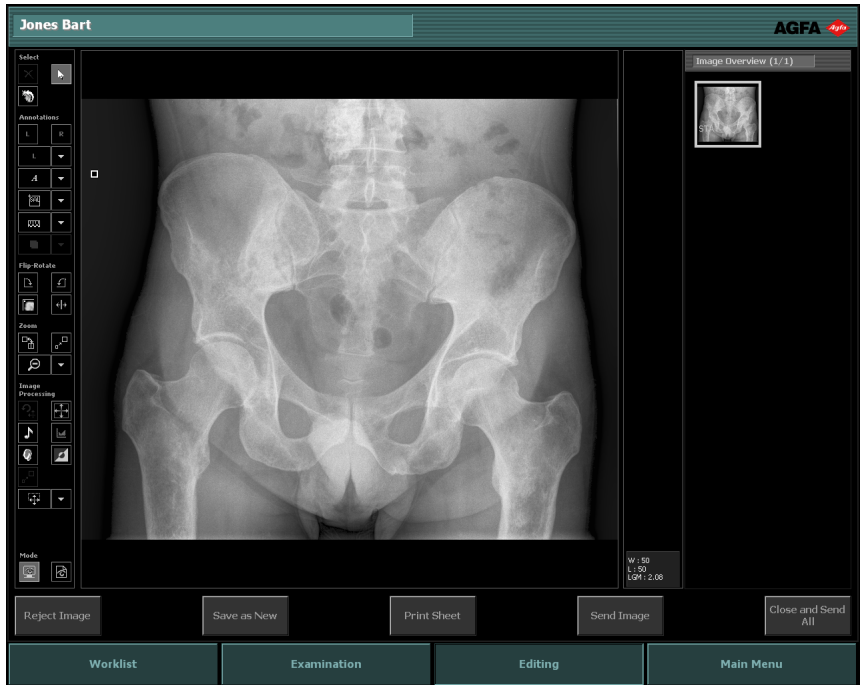 Jones Bart
AGFA
Agfa
Select
Annotations
L R
L
A
Flip-Rotate
Zoom
Image
Processing
Mode
W : 50
L : 50
LGM : 2.08
Image Overview (1/1)
Reject Image
Save as New
Print Sheet
Send Image
Close and Send
All
Worklist
Examination
Editing
Main Menu